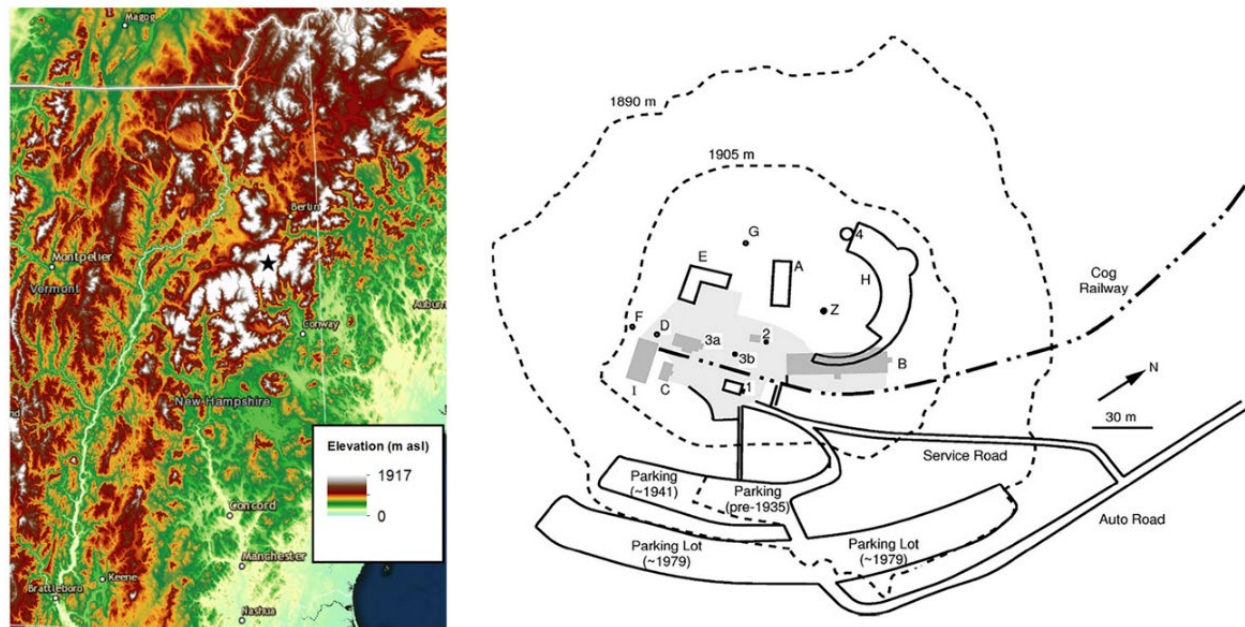 Magog
Berlin
Montpelier
Vermont
Conway
New Hampshire
Elevation (m asl)
1917
0
Concord
Manchester
Keene
Brattleboro
Nashua
1890 m
1905 m
G
4
E
A
H
Cog
Railway
Z
F
D
3a
2
3b
B
I
C
1
N
30 m
Service Road
Parking
(~1941)
Parking
(pre-1935)
Auto Road
Parking Lot
(~1979)
Parking Lot
(~1979)